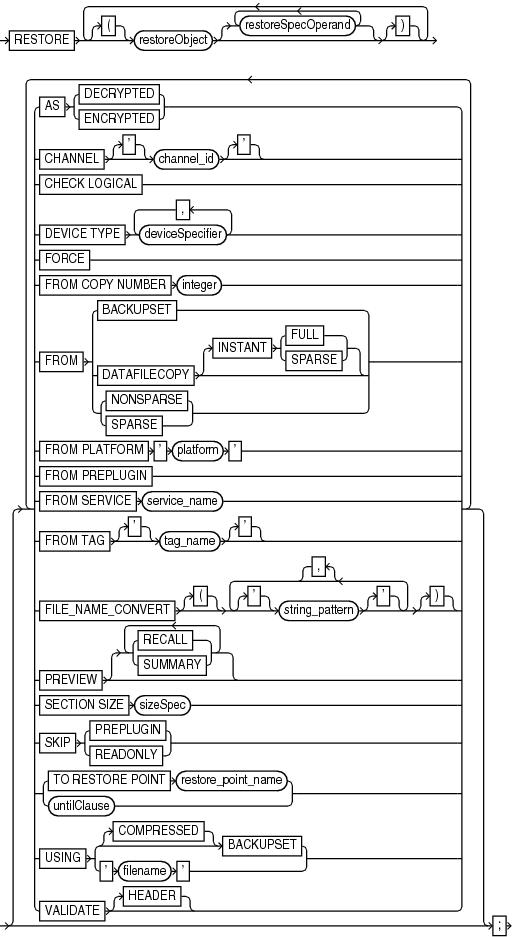 restoreSpecOperand
( )
RESTORE restoreObject
DECRYPTED
AS
ENCRYPTED
' '
CHANNEL channel_id
CHECK LOGICAL
,
DEVICE TYPE deviceSpecifier
FORCE
FROM COPY NUMBER integer
BACKUPSET
FULL
INSTANT
SPARSE
FROM
DATAFILECOPY
NONSPARSE
SPARSE
FROM PLATFORM ' platform '
FROM PREPLUGIN
FROM SERVICE service_name
' '
FROM TAG tag_name
,
( ' ' )
FILE_NAME_CONVERT string_pattern
RECALL
SUMMARY
PREVIEW
SECTION SIZE sizeSpec
PREPLUGIN
SKIP
READONLY
TO RESTORE POINT restore_point_name
untilClause
COMPRESSED
BACKUPSET
USING
' filename '
HEADER
VALIDATE
;